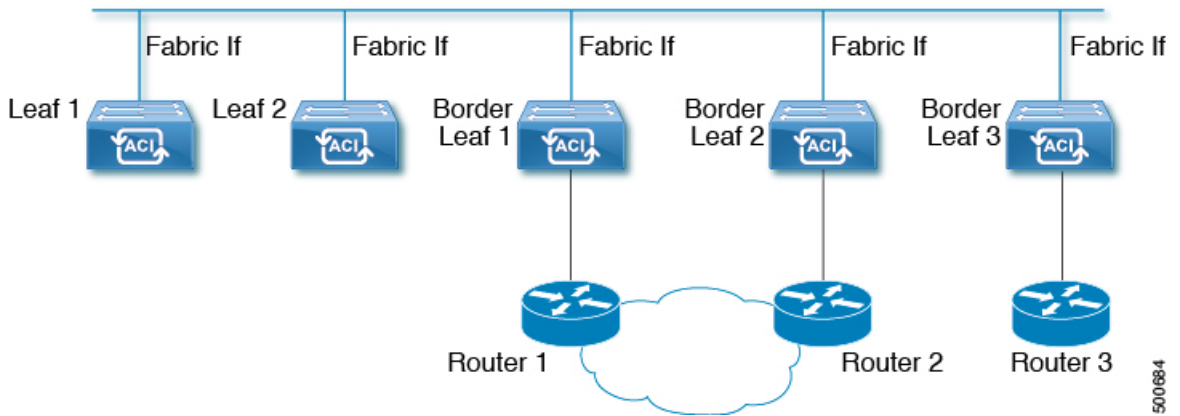 Fabric If
Fabric If
Fabric If
Fabric If
Fabric If
Leaf 1
Leaf 2
Border
Leaf 1
Border
Leaf 2
Border
Leaf 3
ACI
ACI
ACI
ACI
ACI
Router 1
Router 2
Router 3
500684